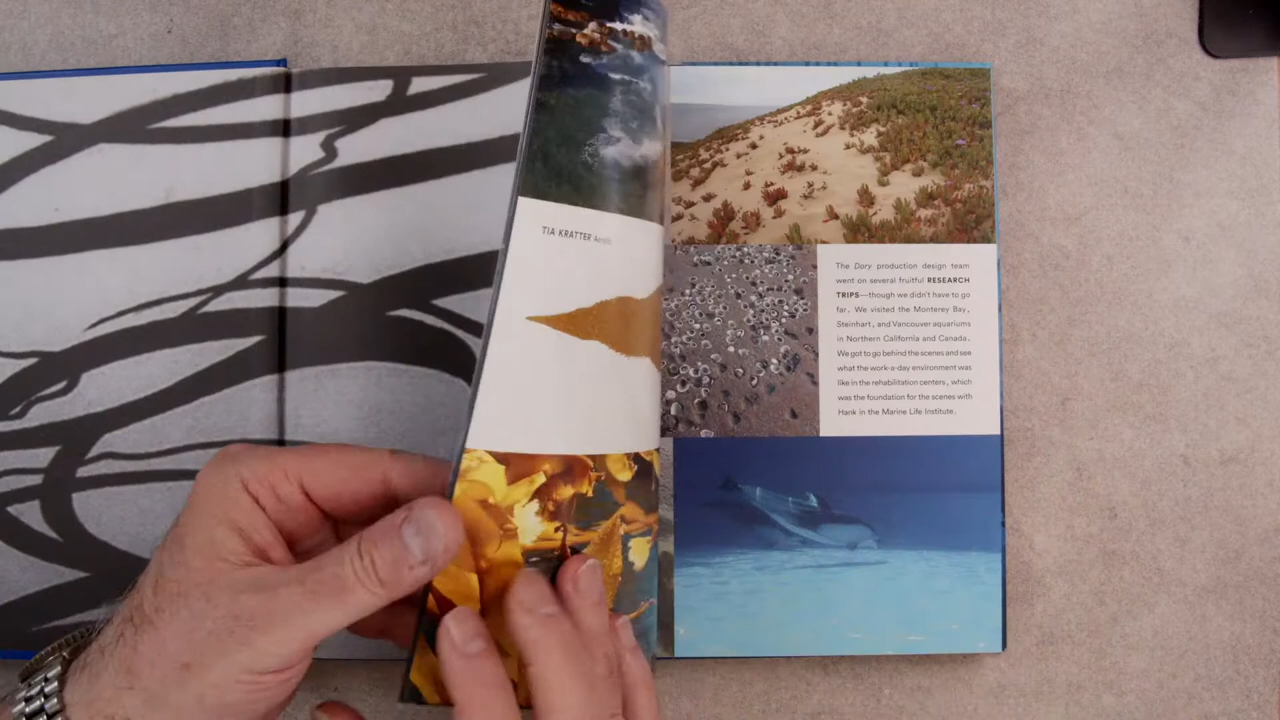 TIA KRATTER Acrylic
The Dory production design team
went on several fruitful RESEARCH
TRIPS—though we didn't have to go
far. We visited the Monterey Bay,
Steinhart, and Vancouver aquariums
in Northern California and Canada.
We got to go behind the scenes and see
what the work-a-day environment was
like in the rehabilitation centers, which
was the foundation for the scenes with
Hank in the Marine Life Institute.